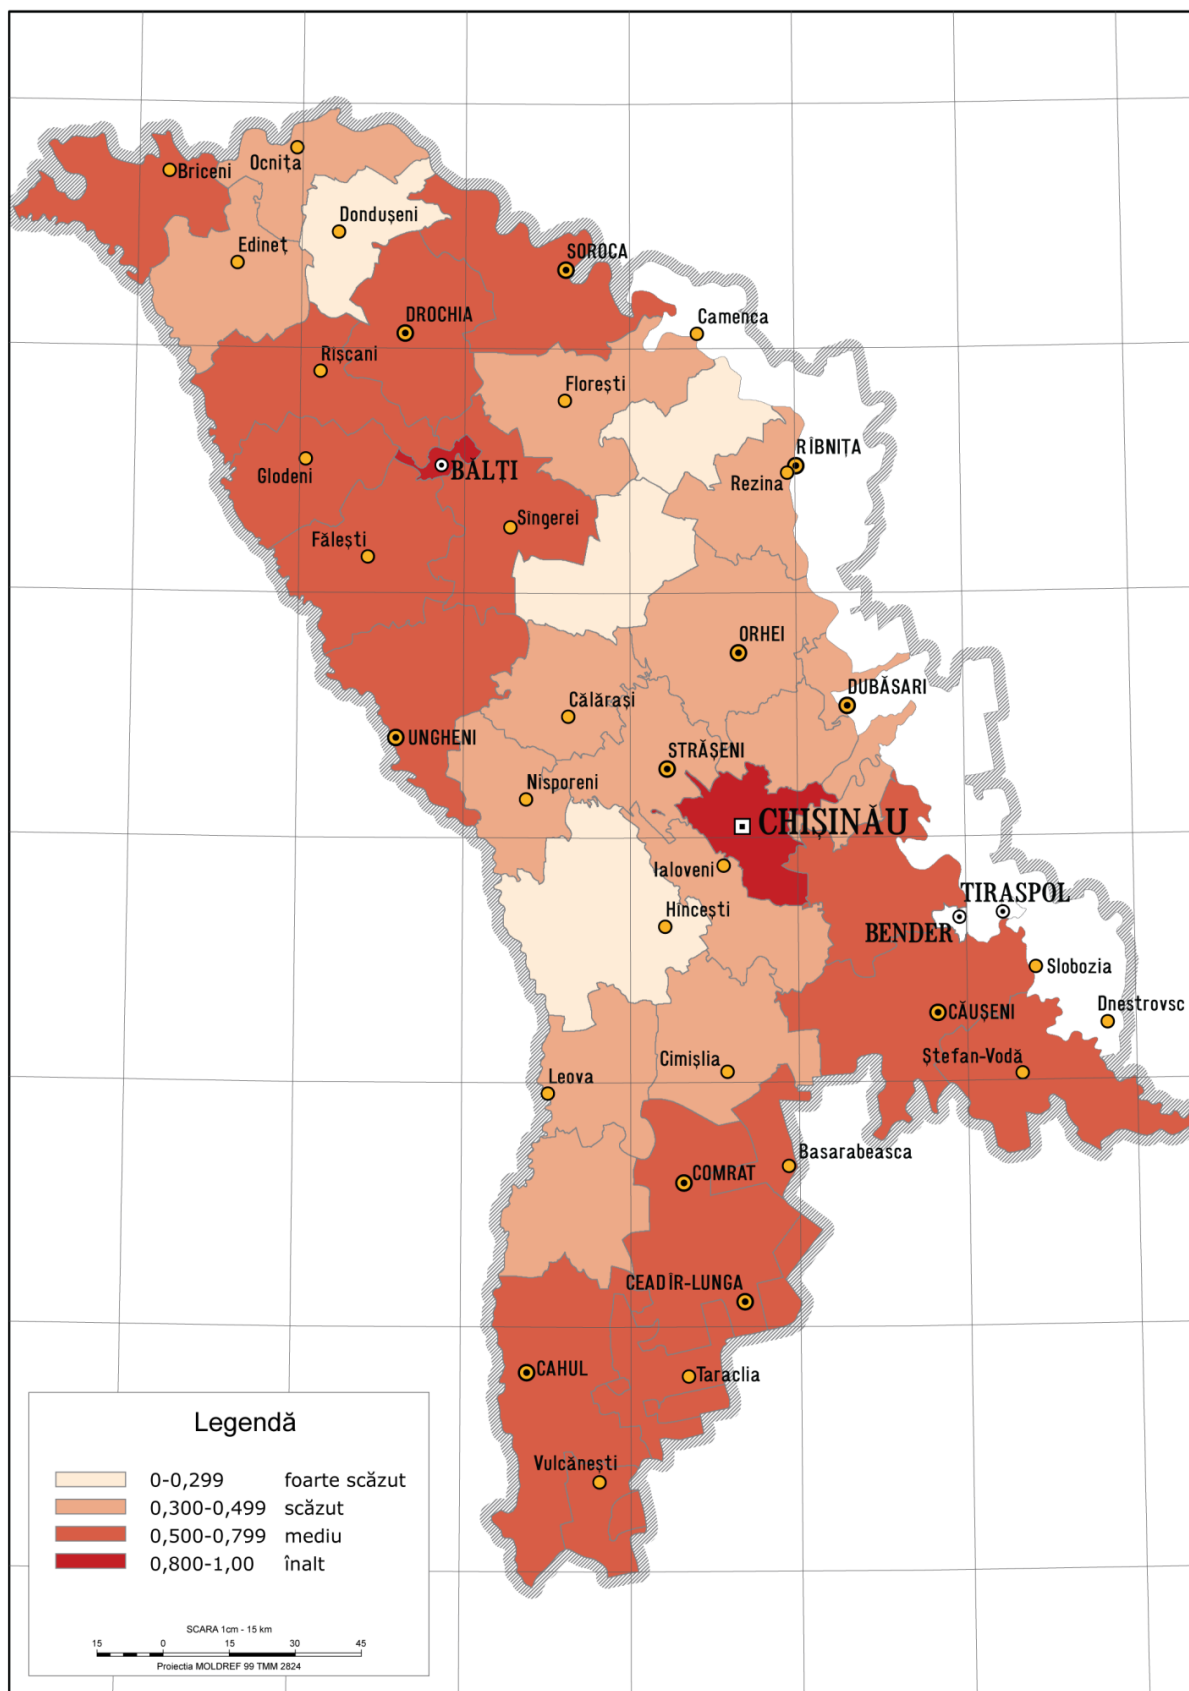 Ocnița
Briceni
Dondușeni
Edineț
SOROCA
DROCHIA
Camenca
Rîșcani
Florești
RÎBNIȚA
BĂLȚI
Glodeni
Rezina
Sîngerei
Fălești
ORHEI
DUBĂSARI
Călărași
UNGHENI
STRĂȘENI
Nisporeni
CHIȘINĂU
Ialoveni
TIRASPOL
Hîncești
BENDER
Slobozia
Dnestrovsc
CĂUȘENI
Ștefan-Vodă
Cimișlia
Leova
Basarabeasca
COMRAT
CEADÎR-LUNGA
CAHUL
Taraclia
Vulcănești
Legendă
0-0,299 foarte scăzut
0,300-0,499 scăzut
0,500-0,799 mediu
0,800-1,00 înalt
SCARA 1cm - 15 km
15 0 15 30 45
Proiectia MOLDREF 99 TMM 2824